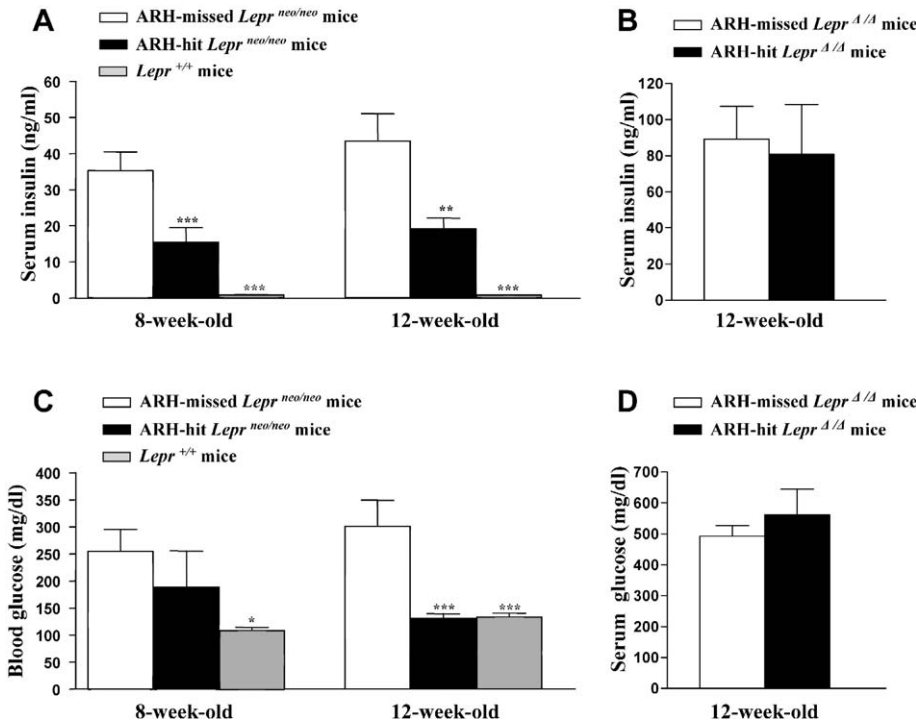 A
ARH-missed Lepr neo/neo mice
ARH-hit Lepr neo/neo mice
Lepr +/+ mice
Serum insulin (ng/ml)
60
50
40
30
20
10
0
***
***
**
***
8-week-old
12-week-old
B
ARH-missed Lepr Δ/Δ mice
ARH-hit Lepr Δ/Δ mice
Serum insulin (ng/ml)
120
100
80
60
40
20
0
12-week-old
C
ARH-missed Lepr neo/neo mice
ARH-hit Lepr neo/neo mice
Lepr +/+ mice
Blood glucose (mg/dl)
400
350
300
250
200
150
100
50
0
*
***
***
8-week-old
12-week-old
D
ARH-missed Lepr Δ/Δ mice
ARH-hit Lepr Δ/Δ mice
Serum glucose (mg/dl)
700
600
500
400
300
200
100
0
12-week-old